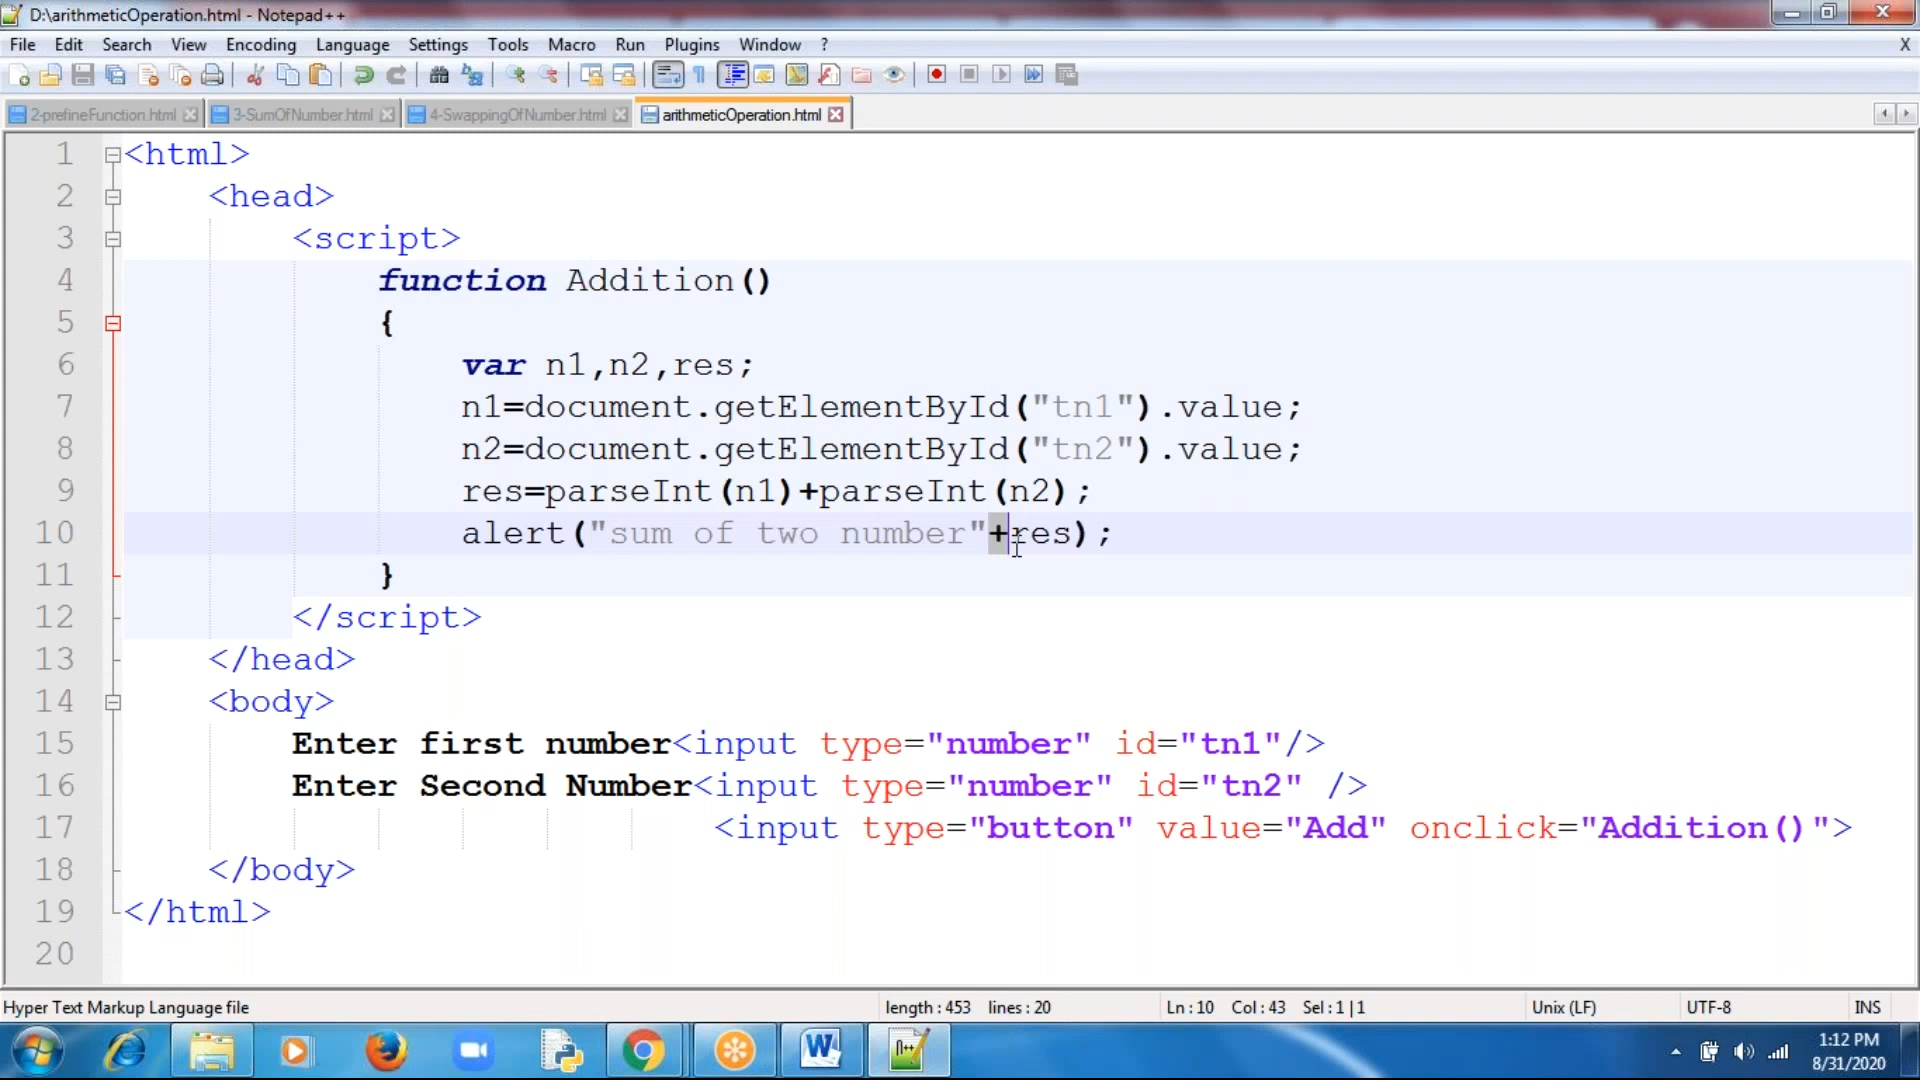 D:\arithmeticOperation.html - Notepad++
File Edit Search View Encoding Language Settings Tools Macro Run Plugins Window ? X
2-prefineFunction.html 3-SumOfNumber.html 4-SwappingOfNumber.html arithmeticOperation.html
1 <html>
2 <head>
3 <script>
4 function Addition()
5 {
6 var n1,n2,res;
7 n1=document.getElementById("tn1").value;
8 n2=document.getElementById("tn2").value;
9 res=parseInt(n1)+parseInt(n2);
10 alert("sum of two number"+res);
11 }
12 </script>
13 </head>
14 <body>
15 Enter first number<input type="number" id="tn1"/>
16 Enter Second Number<input type="number" id="tn2" />
17 <input type="button" value="Add" onclick="Addition()">
18 </body>
19 </html>
20
Hyper Text Markup Language file length : 453 lines : 20 Ln : 10 Col : 43 Sel : 1 | 1 Unix (LF) UTF-8 INS
1:12 PM
8/31/2020